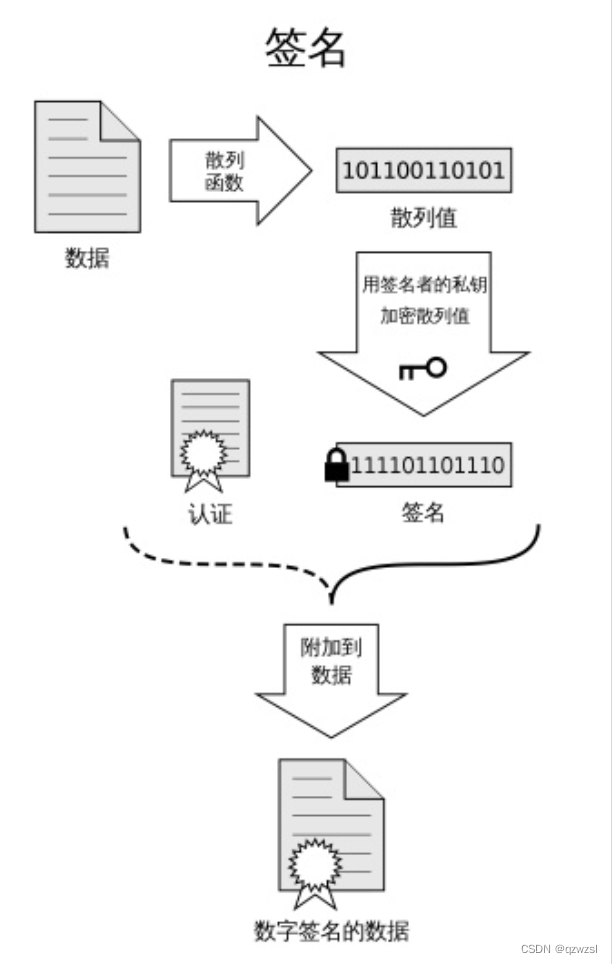 签名
散列
函数
101100110101
散列值
数据
用签名者的私钥
加密散列值
111101101110
认证
签名
附加到
数据
数字签名的数据
CSDN @qzwzsl